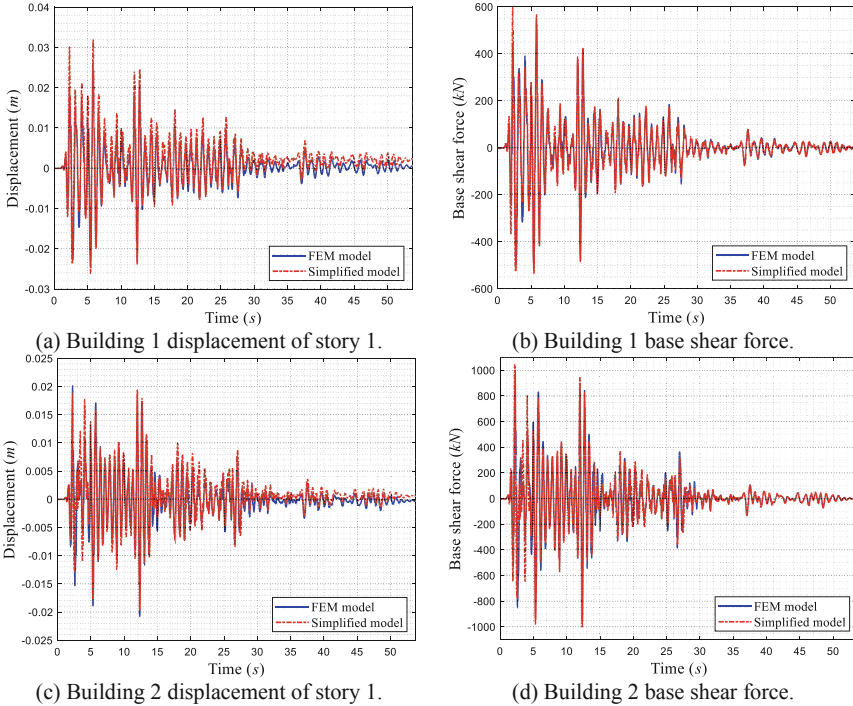 0.04
0.03
0.02
0.01
0
-0.01
-0.02
-0.03
Displacement (m)
0 5 10 15 20 25 30 35 40 45 50
Time (s)
FEM model
Simplified model
(a) Building 1 displacement of story 1.
600
400
200
0
-200
-400
-600
Base shear force (kN)
0 5 10 15 20 25 30 35 40 45 50
Time (s)
FEM model
Simplified model
(b) Building 1 base shear force.
0.025
0.02
0.015
0.01
0.005
0
-0.005
-0.01
-0.015
-0.02
-0.025
Displacement (m)
0 5 10 15 20 25 30 35 40 45 50
Time (s)
FEM model
Simplified model
(c) Building 2 displacement of story 1.
1000
800
600
400
200
0
-200
-400
-600
-800
-1000
Base shear force (kN)
0 5 10 15 20 25 30 35 40 45 50
Time (s)
FEM model
Simplified model
(d) Building 2 base shear force.